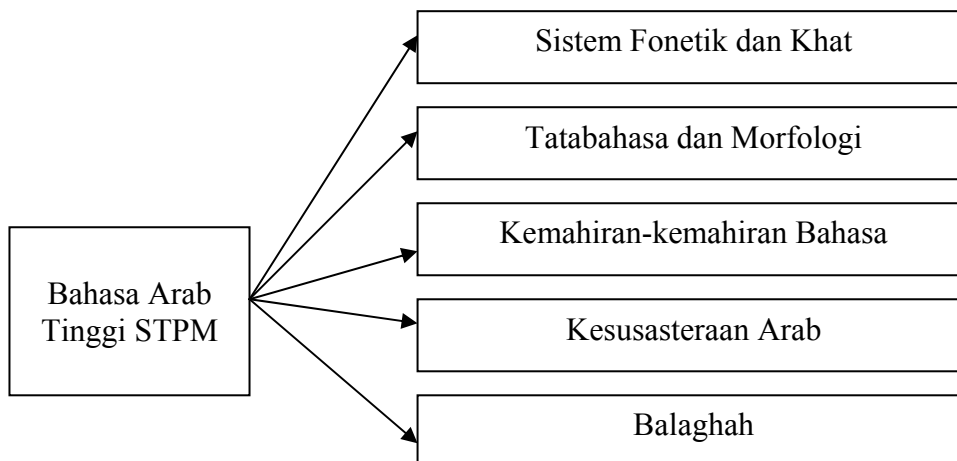 Sistem Fonetik dan Khat
Tatabahasa dan Morfologi
Kemahiran-kemahiran Bahasa
Bahasa Arab
Tinggi STPM
Kesusasteraan Arab
Balaghah